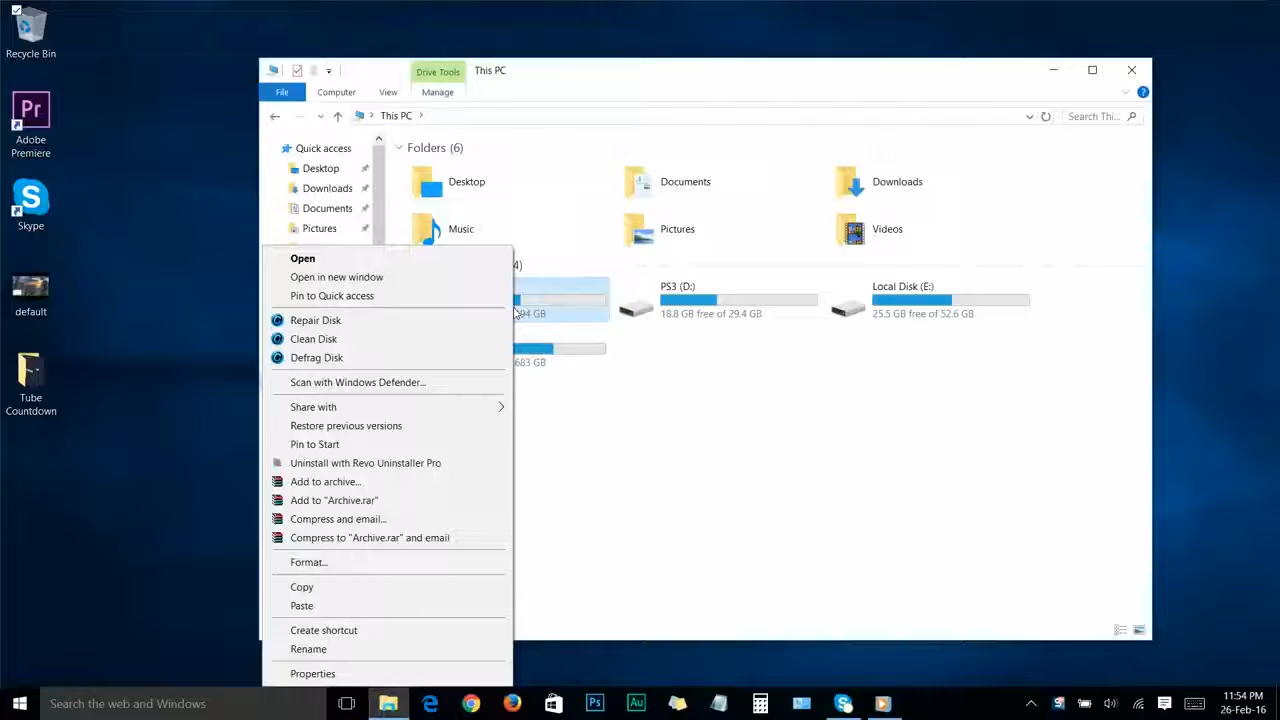 Recycle Bin
Pr
Adobe
Premiere
S
Skype
default
Tube
Countdown
Drive Tools
This PC
File
Computer
View
Manage
This PC
Search Thi...
Quick access
Desktop
Downloads
Documents
Pictures
Folders (6)
Desktop
Documents
Downloads
Music
Pictures
Videos
4)
94 GB
PS3 (D:)
18.8 GB free of 29.4 GB
Local Disk (E:)
25.5 GB free of 52.6 GB
683 GB
Open
Open in new window
Pin to Quick access
Repair Disk
Clean Disk
Defrag Disk
Scan with Windows Defender...
Share with
Restore previous versions
Pin to Start
Uninstall with Revo Uninstaller Pro
Add to archive...
Add to "Archive.rar"
Compress and email...
Compress to "Archive.rar" and email
Format...
Copy
Paste
Create shortcut
Rename
Properties
Search the web and Windows
Ps
Au
11:54 PM
26-Feb-16